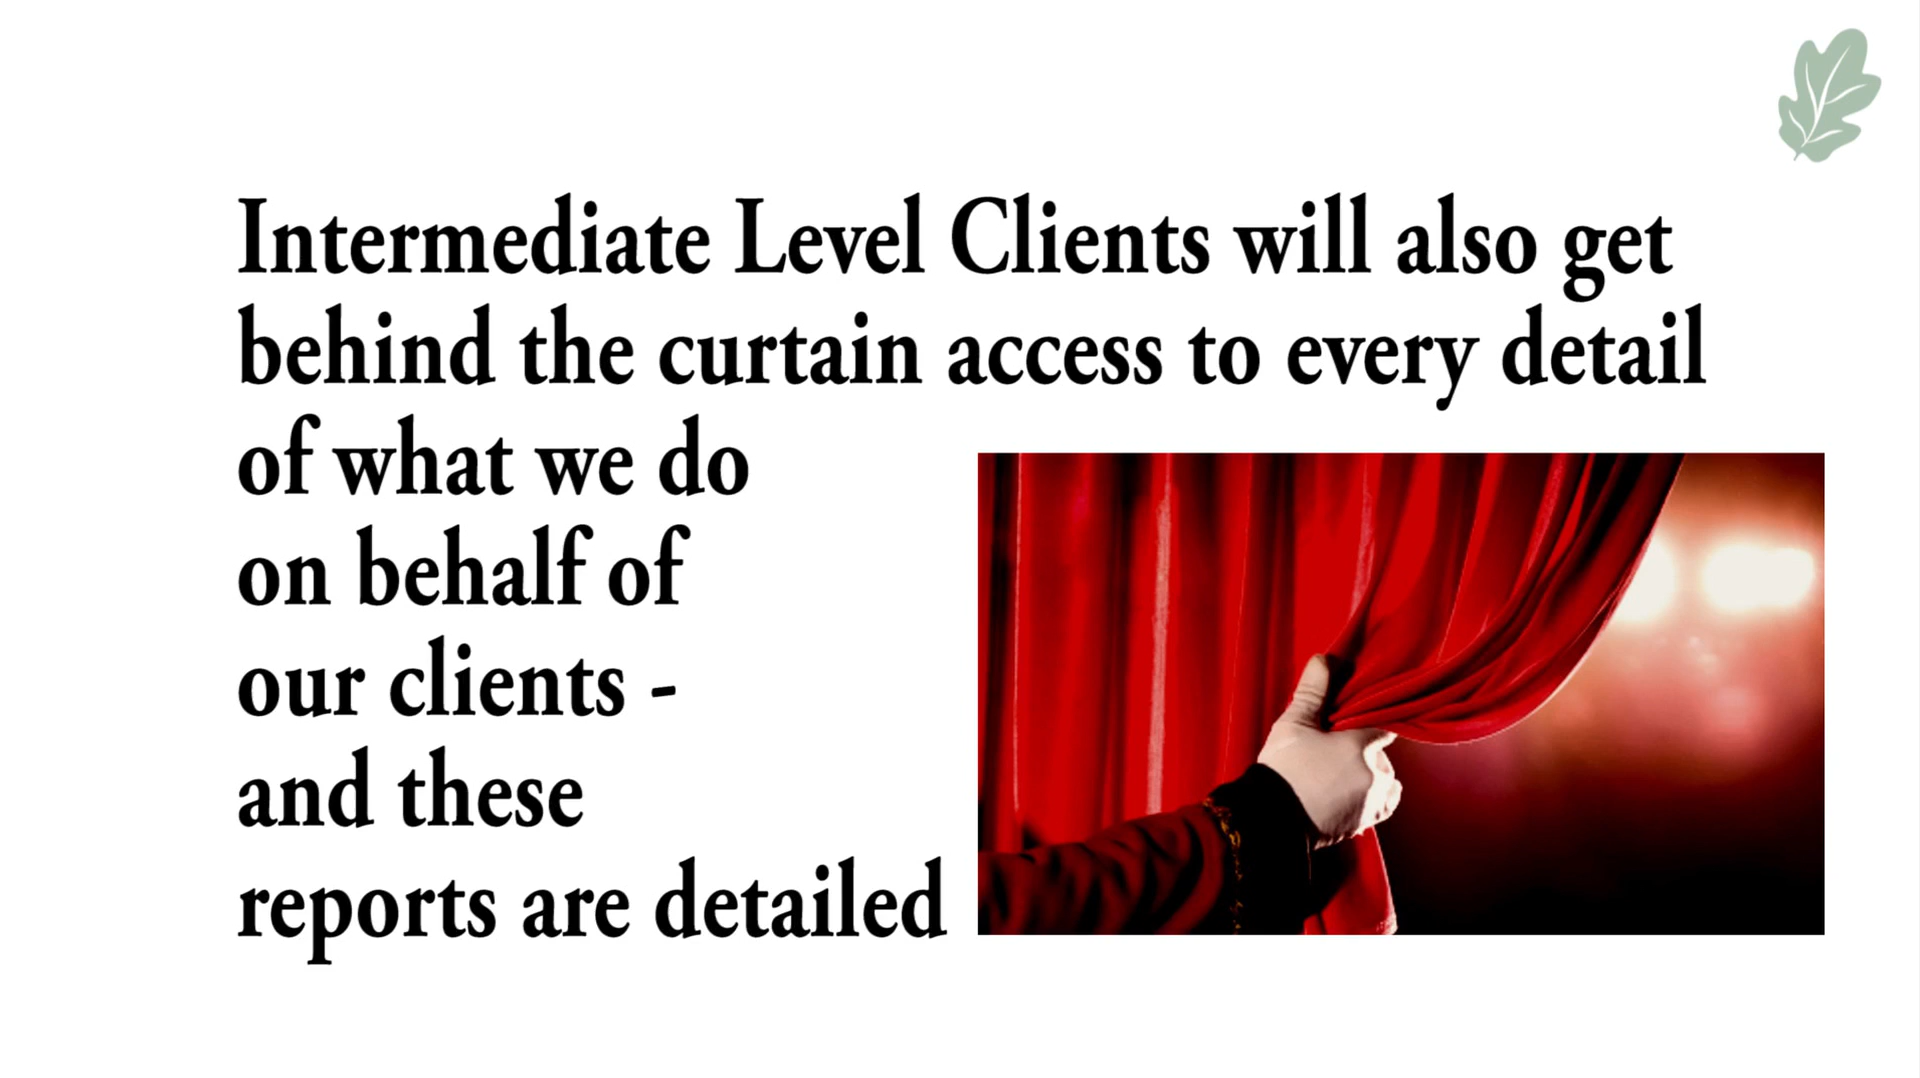 Intermediate Level Clients will also get
behind the curtain access to every detail
of what we do
on behalf of
our clients -
and these
reports are detailed